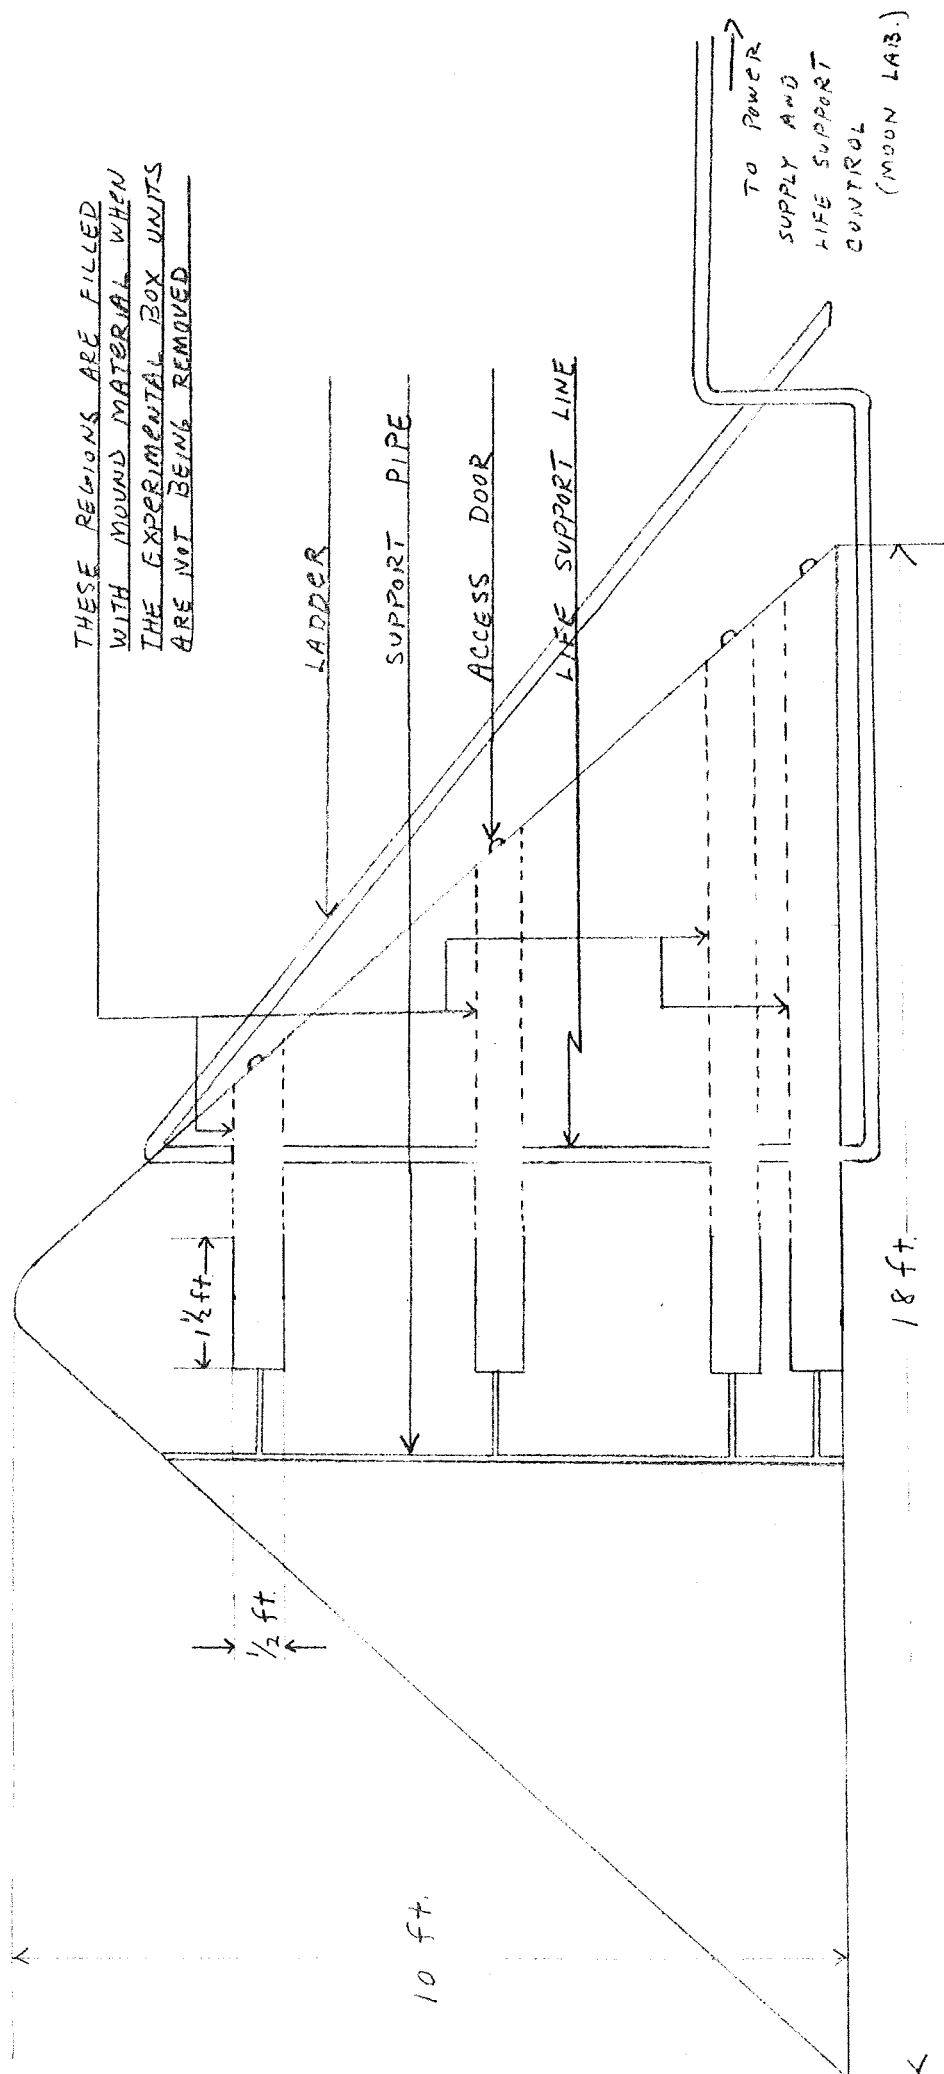 THESE REGIONS ARE FILLED
WITH MOUND MATERIAL WHEN
THE EXPERIMENTAL BOX UNITS
ARE NOT BEING REMOVED
LADDER
SUPPORT PIPE
ACCESS DOOR
LIFE SUPPORT LINE
TO POWER
SUPPLY AND
LIFE SUPPORT
CONTROL
(MOON LAB.)
1½ ft.
½ ft.
10 ft.
18 ft.